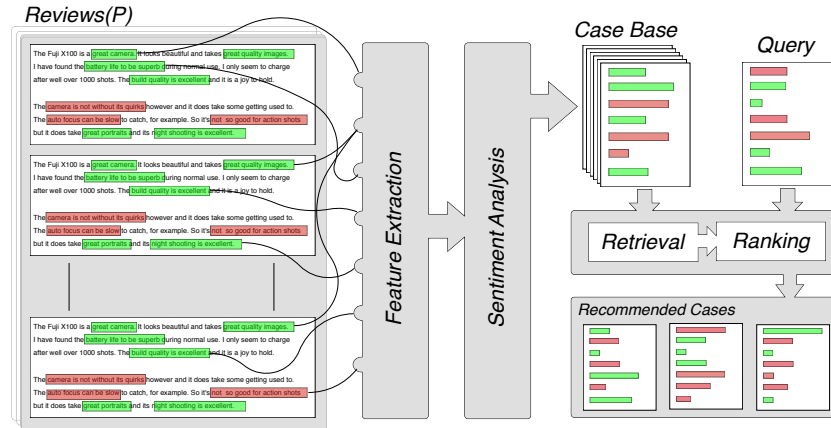 Reviews(P)
The Fuji X100 is a great camera. It looks beautiful and takes great quality images.
I have found the battery life to be superb during normal use. I only seem to charge
after well over 1000 shots. The build quality is excellent and it is a joy to hold.
The camera is not without its quirks however and it does take some getting used to.
The auto focus can be slow to catch, for example. So it's not so good for action shots
but it does take great portraits and its night shooting is excellent.
The Fuji X100 is a great camera. It looks beautiful and takes great quality images.
I have found the battery life to be superb during normal use. I only seem to charge
after well over 1000 shots. The build quality is excellent and it is a joy to hold.
The camera is not without its quirks however and it does take some getting used to.
The auto focus can be slow to catch, for example. So it's not so good for action shots
but it does take great portraits and its night shooting is excellent.
The Fuji X100 is a great camera. It looks beautiful and takes great quality images.
I have found the battery life to be superb during normal use. I only seem to charge
after well over 1000 shots. The build quality is excellent and it is a joy to hold.
The camera is not without its quirks however and it does take some getting used to.
The auto focus can be slow to catch, for example. So it's not so good for action shots
but it does take great portraits and its night shooting is excellent.
Feature Extraction
Sentiment Analysis
Case Base
Query
Retrieval
Ranking
Recommended Cases